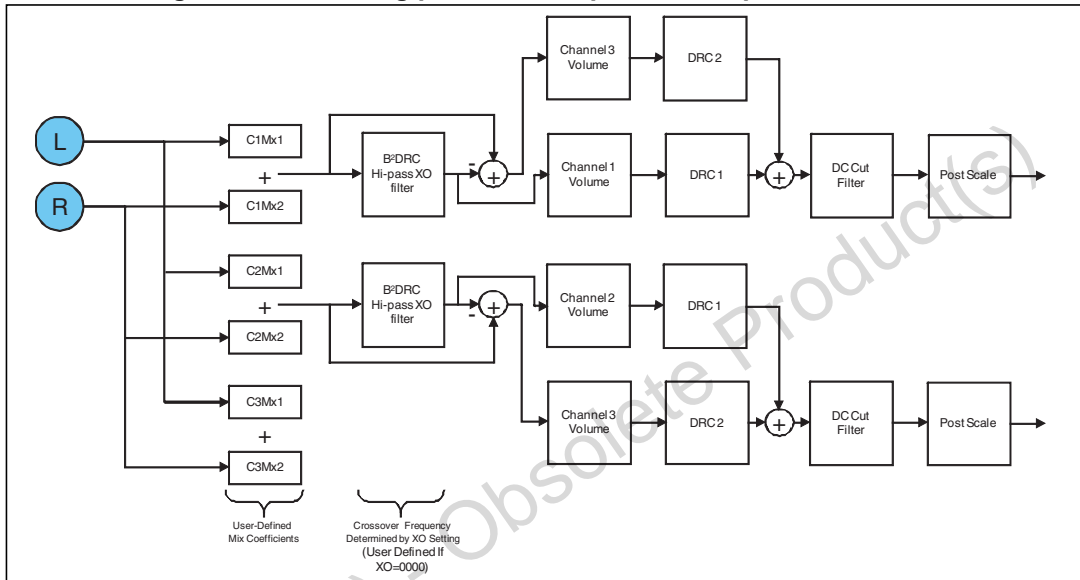 Channel 3
Volume
DRC 2
L
C1Mx1
B²DRC
Hi-pass XO
filter
-
+
Channel 1
Volume
DRC 1
+
DC Cut
Filter
Post Scale
+
R
C1Mx2
C2Mx1
B²DRC
Hi-pass XO
filter
-
+
Channel 2
Volume
DRC 1
+
C2Mx2
C3Mx1
Channel 3
Volume
DRC 2
+
DC Cut
Filter
Post Scale
+
C3Mx2
User-Defined
Mix Coefficients
Crossover Frequency
Determined by XO Setting
(User Defined If
XO=0000)
) - Obsolete Product(s)